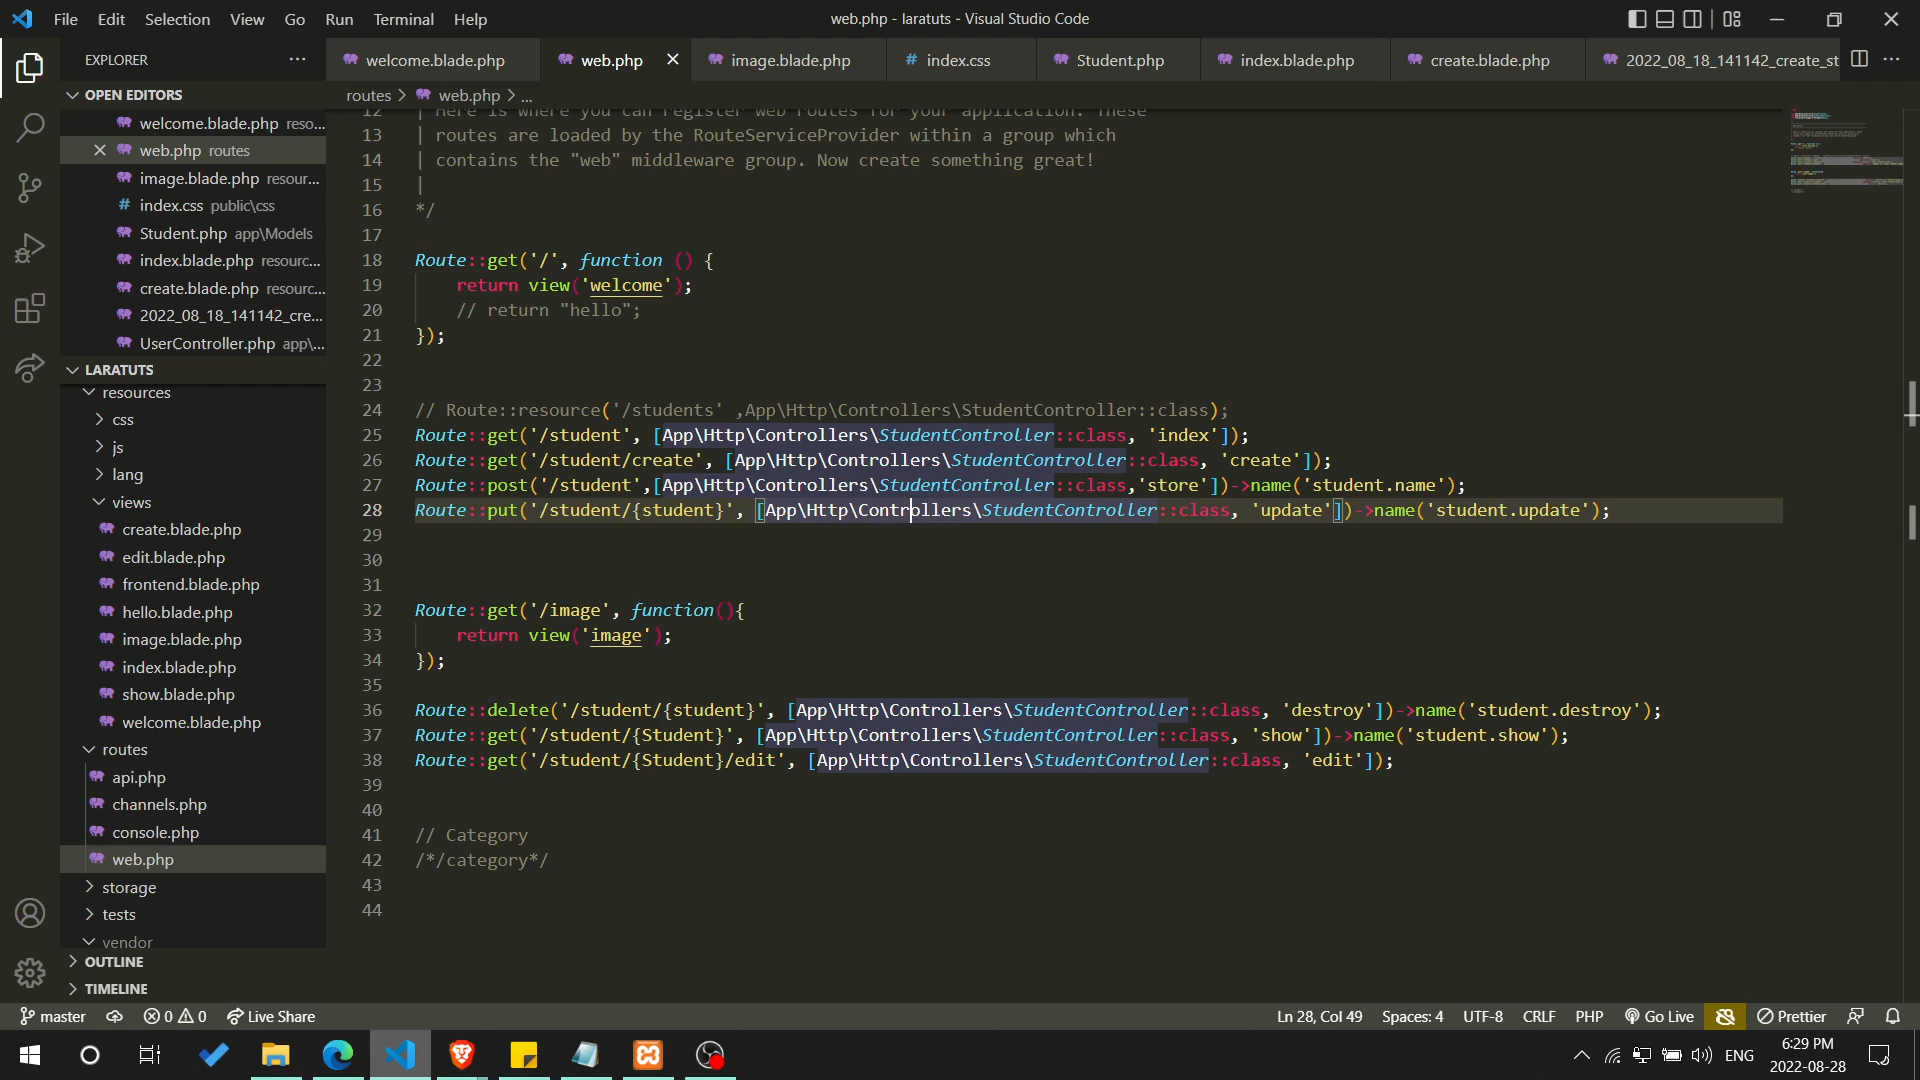 File Edit Selection View Go Run Terminal Help
web.php - laratuts - Visual Studio Code
EXPLORER
welcome.blade.php
web.php
image.blade.php
# index.css
Student.php
index.blade.php
create.blade.php
2022_08_18_141142_create_st
OPEN EDITORS
welcome.blade.php reso...
web.php routes
image.blade.php resour...
# index.css public\css
Student.php app\Models
index.blade.php resourc...
create.blade.php resourc...
2022_08_18_141142_cre...
UserController.php app\...
LARATUTS
resources
css
js
lang
views
create.blade.php
edit.blade.php
frontend.blade.php
hello.blade.php
image.blade.php
index.blade.php
show.blade.php
welcome.blade.php
routes
api.php
channels.php
console.php
web.php
storage
tests
vendor
OUTLINE
TIMELINE
routes > web.php > ...
12 | Here is where you can register web routes for your application. These
13 | routes are loaded by the RouteServiceProvider within a group which
14 | contains the "web" middleware group. Now create something great!
15 |
16 */
17
18 Route::get('/', function () {
19     return view('welcome');
20     // return "hello";
21 });
22
23
24 // Route::resource('/students' ,App\Http\Controllers\StudentController::class);
25 Route::get('/student', [App\Http\Controllers\StudentController::class, 'index']);
26 Route::get('/student/create', [App\Http\Controllers\StudentController::class, 'create']);
27 Route::post('/student',[App\Http\Controllers\StudentController::class,'store'])->name('student.name');
28 Route::put('/student/{student}', [App\Http\Controllers\StudentController::class, 'update'])->name('student.update');
29
30
31
32 Route::get('/image', function(){
33     return view('image');
34 });
35
36 Route::delete('/student/{student}', [App\Http\Controllers\StudentController::class, 'destroy'])->name('student.destroy');
37 Route::get('/student/{Student}', [App\Http\Controllers\StudentController::class, 'show'])->name('student.show');
38 Route::get('/student/{Student}/edit', [App\Http\Controllers\StudentController::class, 'edit']);
39
40
41 // Category
42 /*/category*/
43
44
master 0 0 Live Share
Ln 28, Col 49 Spaces: 4 UTF-8 CRLF PHP Go Live Prettier
ENG
6:29 PM
2022-08-28